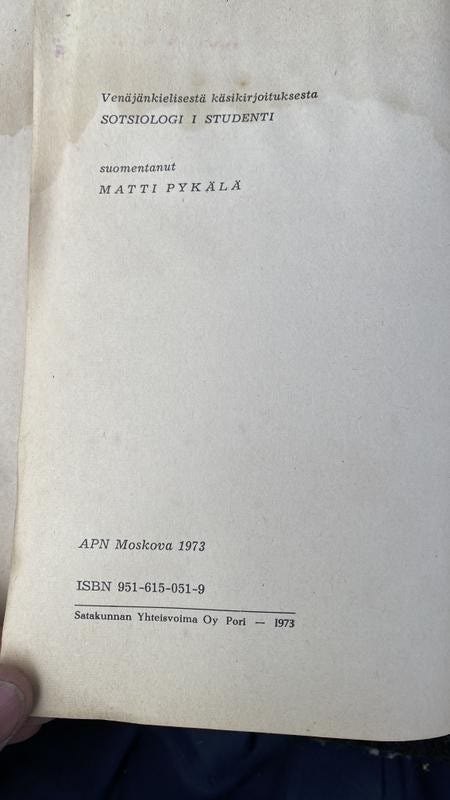 Venäjänkielisestä käsikirjoituksesta
SOTSIOLOGI I STUDENTI
suomentanut
MATTI PYKÄLÄ
APN Moskova 1973
ISBN 951-615-051-9
Satakunnan Yhteisvoima Oy Pori — 1973